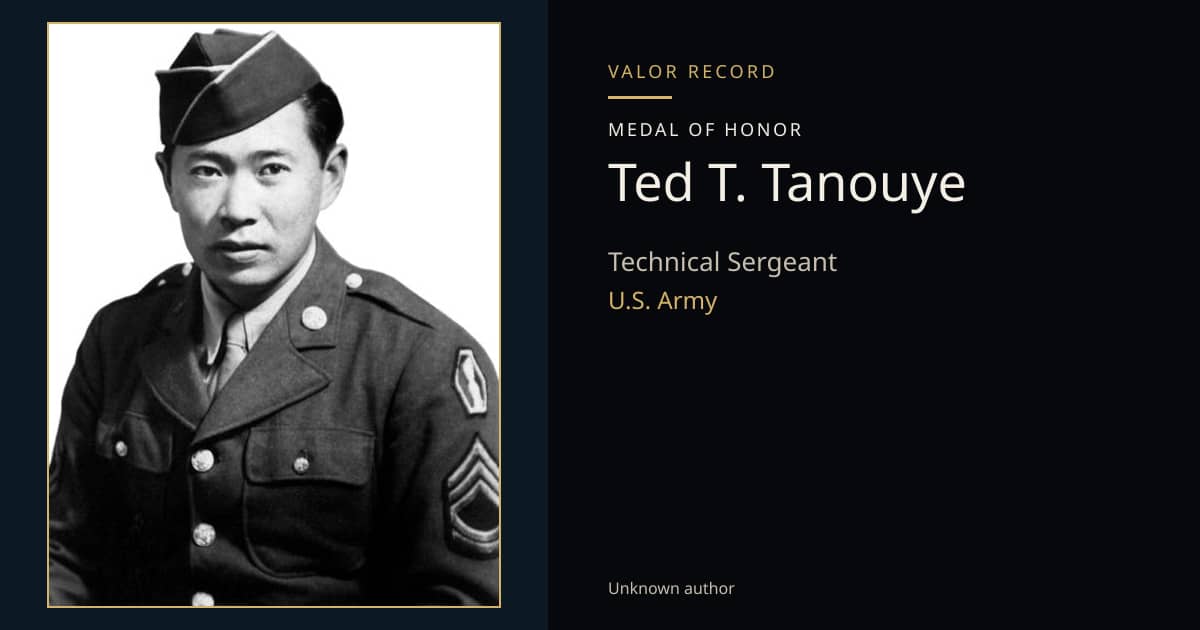 VALOR RECORD
MEDAL OF HONOR
Ted T. Tanouye
Technical Sergeant
U.S. Army
Unknown author